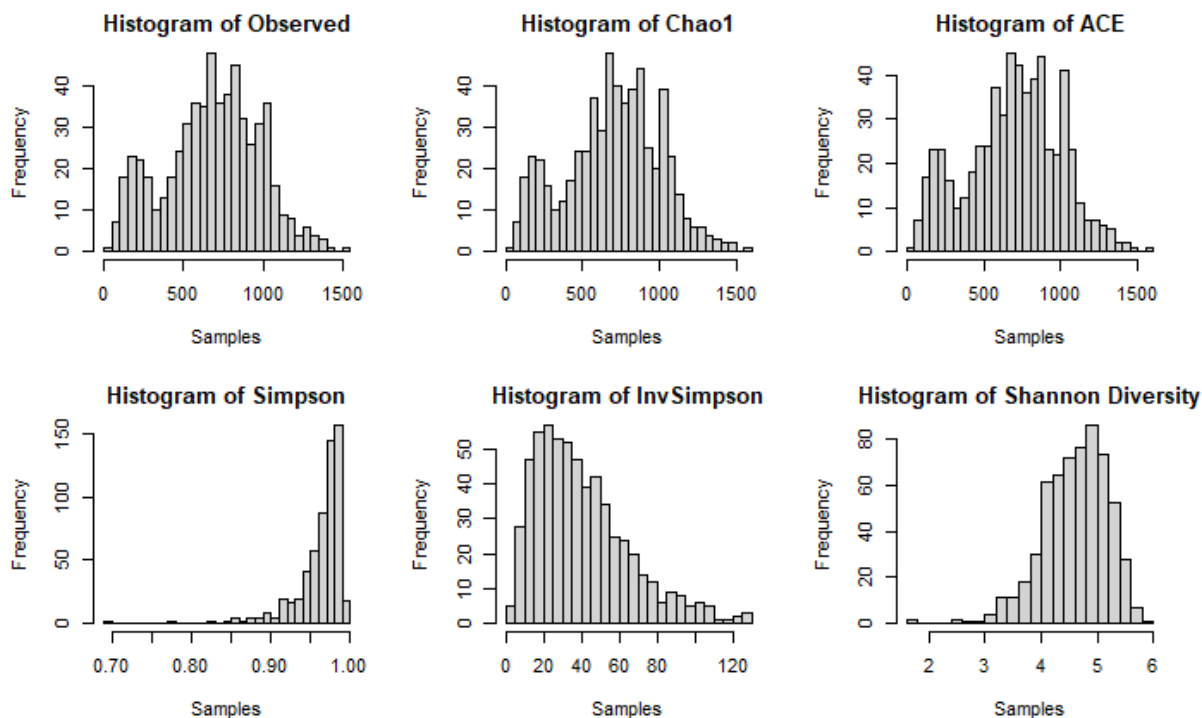 Histogram of Observed
Frequency
0 10 20 30 40
0 500 1000 1500
Samples
Histogram of Chao1
Frequency
0 10 20 30 40
0 500 1000 1500
Samples
Histogram of ACE
Frequency
0 10 20 30 40
0 500 1000 1500
Samples
Histogram of Simpson
Frequency
0 50 100 150
0.70 0.80 0.90 1.00
Samples
Histogram of InvSimpson
Frequency
0 10 20 30 40 50
0 20 40 60 80 120
Samples
Histogram of Shannon Diversity
Frequency
0 20 40 60 80
2 3 4 5 6
Samples